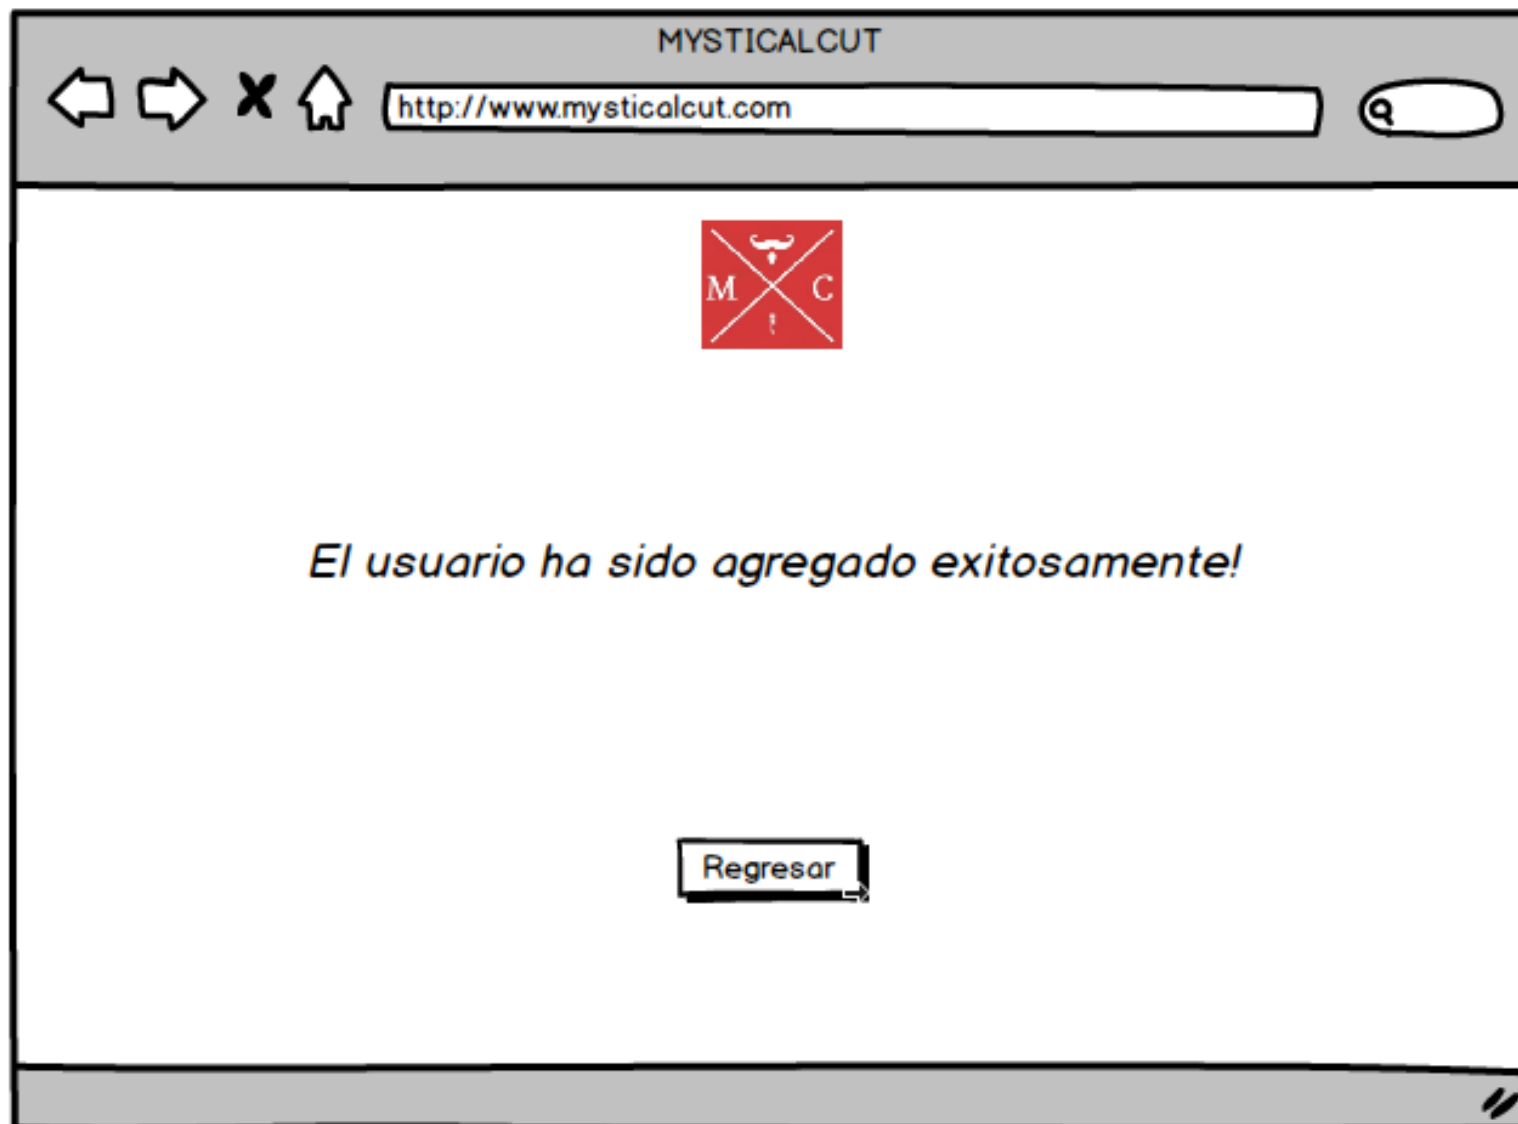 MYSTICALCUT
http://www.mysticalcut.com
M C
El usuario ha sido agregado exitosamente!
Regresar